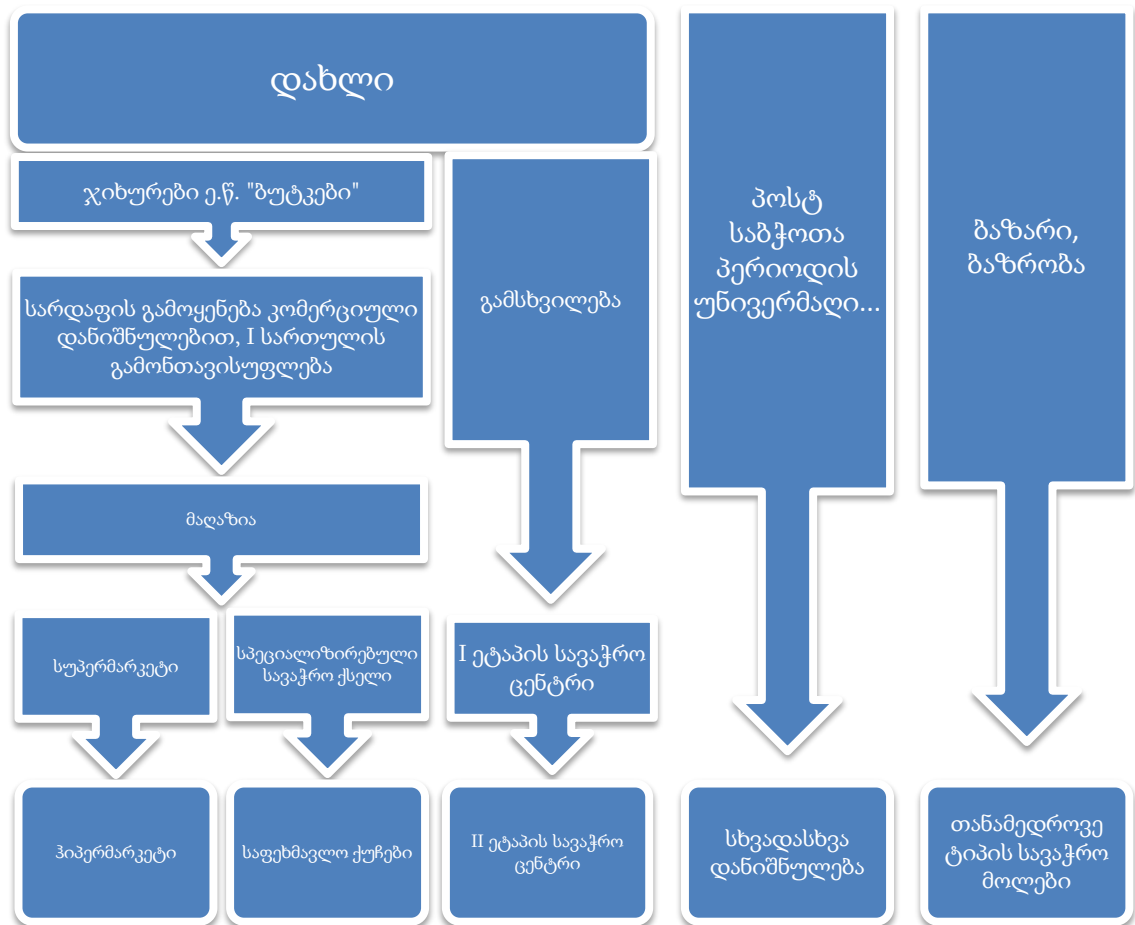 დახლი
ჯიხურები ე.წ. "ბუტკები"
სარდაფის გამოყენება კომერციული
დანიშნულებით, I სართულის
გამონთავისუფლება
მაღაზია
სუპერმარკეტი
ჰიპერმარკეტი
სპეციალიზირებული
სავაჭრო ქსელი
საფეხმავლო ქუჩები
გამსხვილება
I ეტაპის სავაჭრო
ცენტრი
II ეტაპის სავაჭრო
ცენტრი
პოსტ
საბჭოთა
პერიოდის
უნივერმაღი...
სხვადასხვა
დანიშნულება
ბაზარი,
ბაზრობა
თანამედროვე
ტიპის სავაჭრო
მოლები